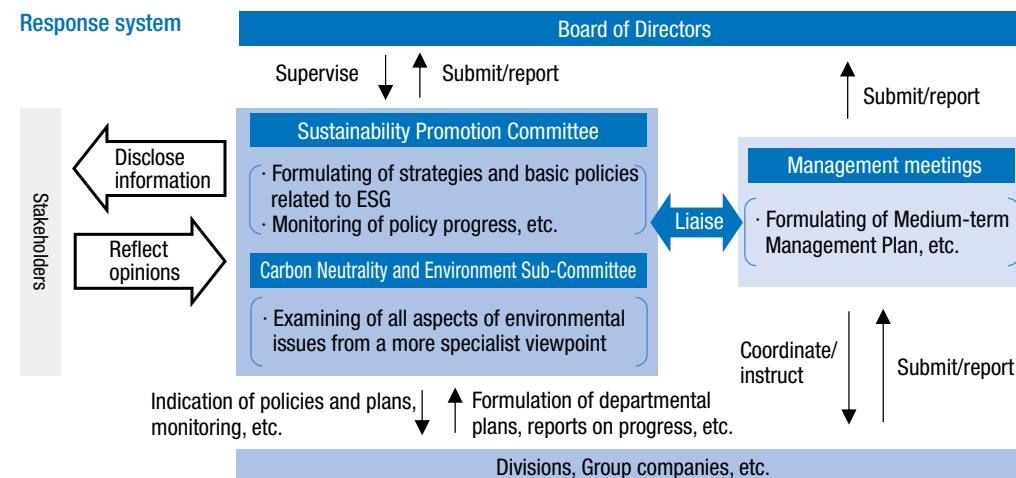 Response system
Board of Directors
Supervise
Submit/report
Submit/report
Sustainability Promotion Committee
· Formulating of strategies and basic policies
related to ESG
· Monitoring of policy progress, etc.
Carbon Neutrality and Environment Sub-Committee
· Examining of all aspects of environmental
issues from a more specialist viewpoint
Stakeholders
Disclose
information
Reflect
opinions
Liaise
Management meetings
· Formulating of Medium-term
Management Plan, etc.
Indication of policies and plans,
monitoring, etc.
Formulation of departmental
plans, reports on progress, etc.
Coordinate/
instruct
Submit/report
Divisions, Group companies, etc.